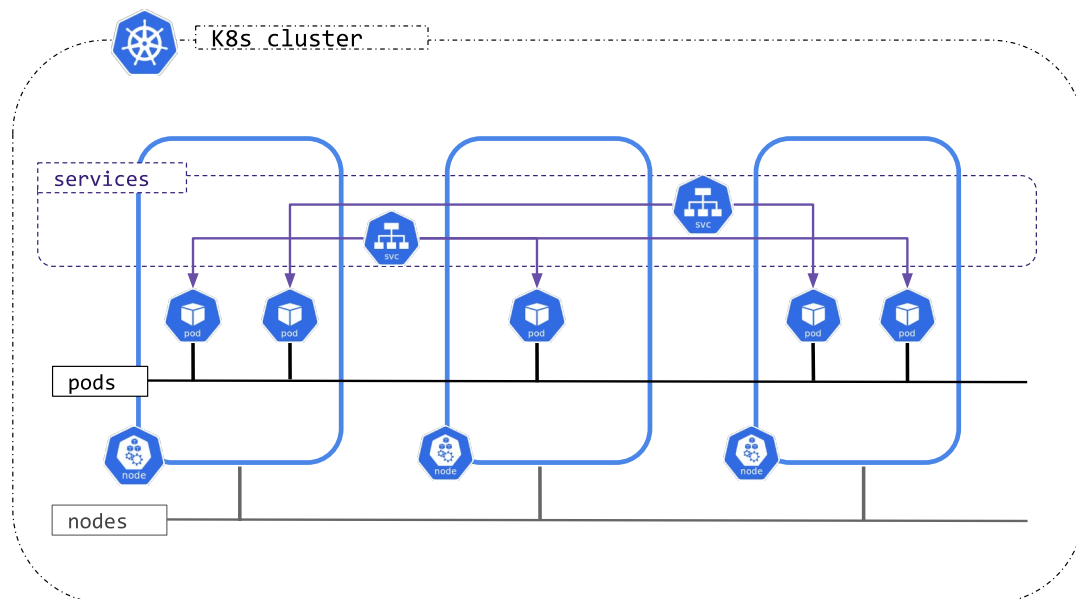 K8s cluster
services
svc
svc
pod
pod
pod
pod
pod
pods
node
node
node
nodes